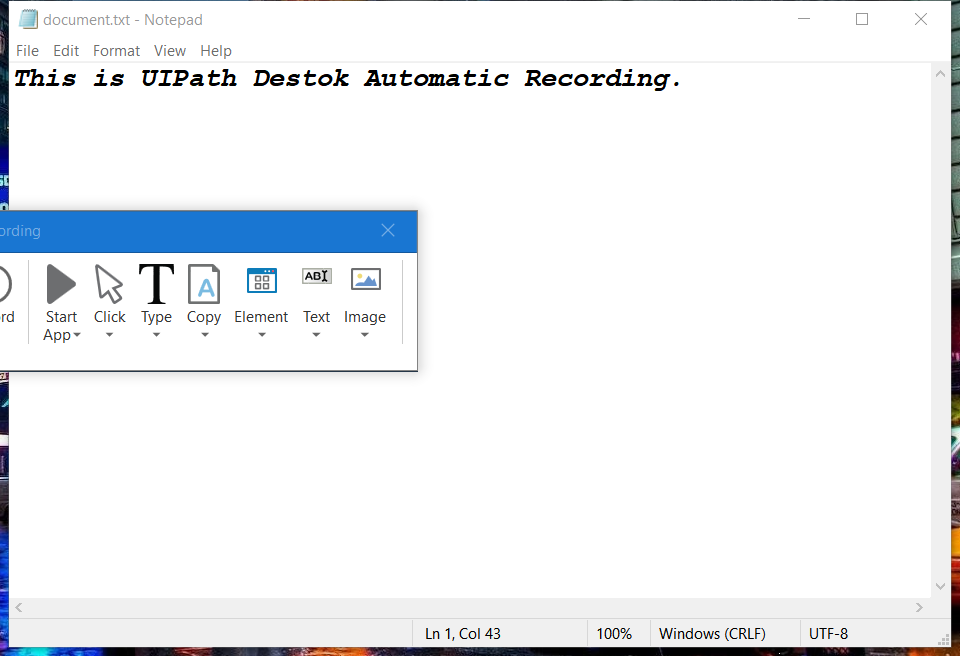 document.txt - Notepad
File Edit Format View Help
This is UIPath Destok Automatic Recording.
ording
rd Start App Click Type Copy Element Text Image
A ABI
Ln 1, Col 43 100% Windows (CRLF) UTF-8